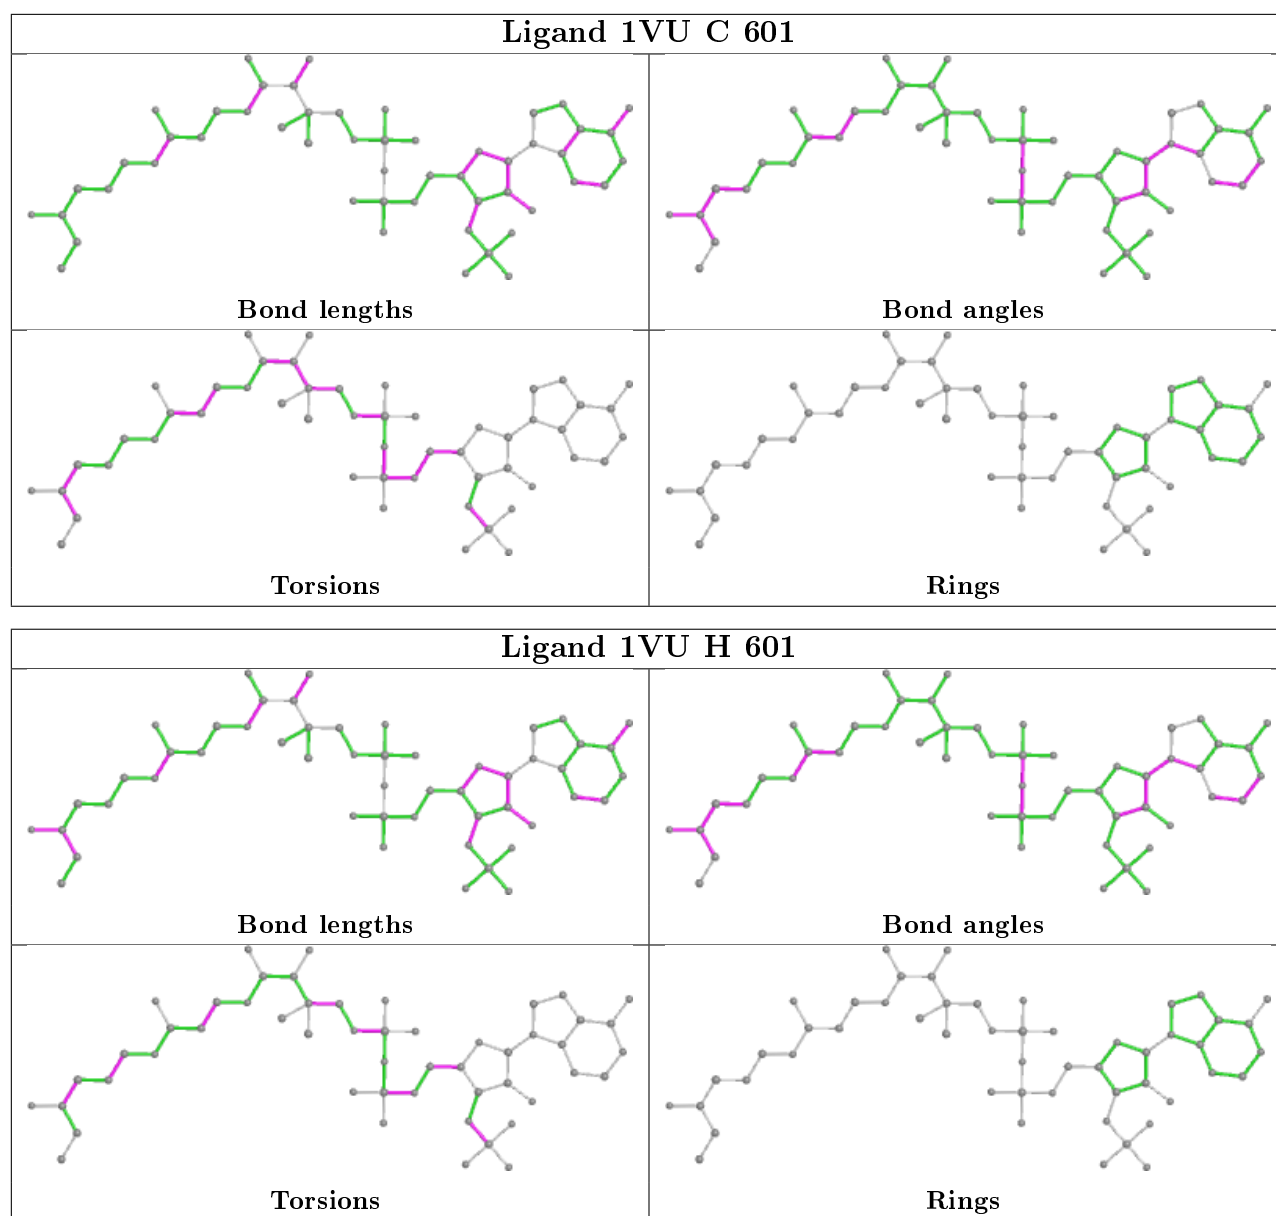 Ligand 1VU C 601
Bond lengths
Bond angles
Torsions
Rings
Ligand 1VU H 601
Bond lengths
Bond angles
Torsions
Rings